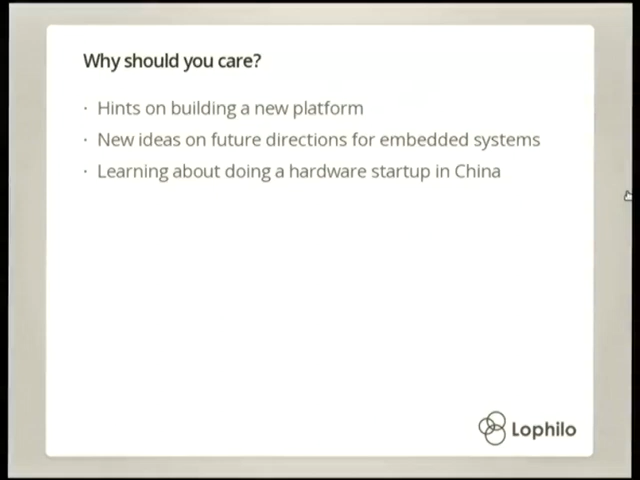 Why should you care?
· Hints on building a new platform
· New ideas on future directions for embedded systems
· Learning about doing a hardware startup in China
Lophilo